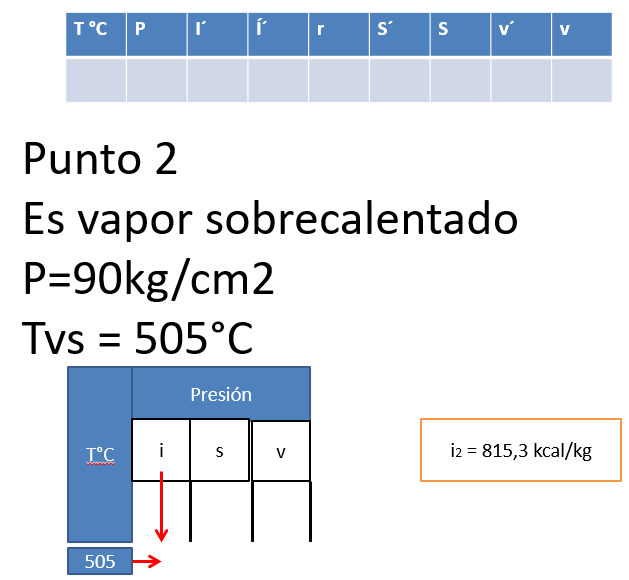 T °C P I´ Í´ r S´ S v´ v
Punto 2
Es vapor sobrecalentado
P=90kg/cm2
Tvs = 505°C
Presión
T°C i s v
i2 = 815,3 kcal/kg
505